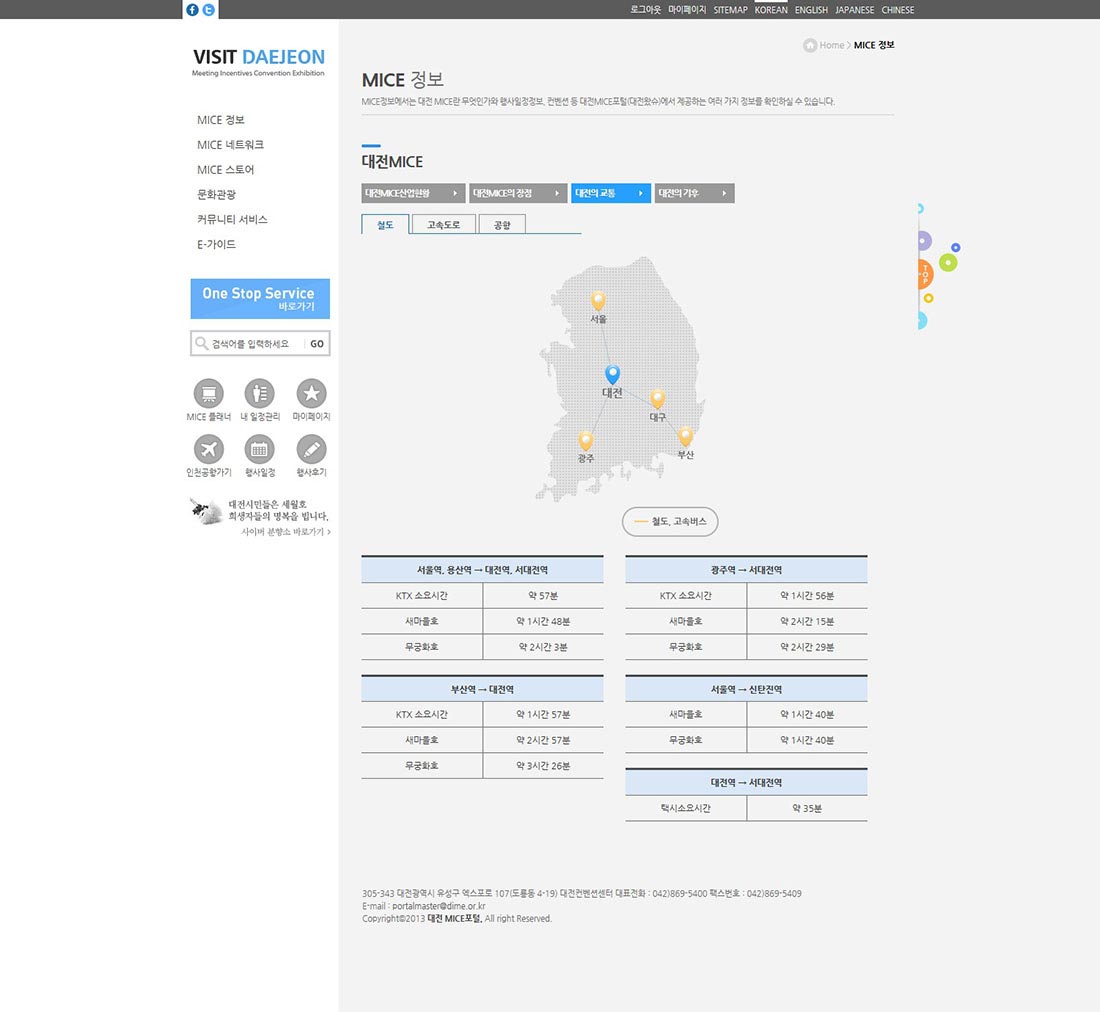 로그아웃 마이페이지 SITEMAP KOREAN ENGLISH JAPANESE CHINESE
VISIT DAEJEON
Meeting Incentives Convention Exhibition
MICE 정보
MICE 네트워크
MICE 스토어
문화관광
커뮤니티 서비스
E-가이드
One Stop Service
바로가기
검색어를 입력하세요 GO
MICE 플래너 내 일정관리 마이페이지
인천공항가기 행사일정 행사후기
대전시민들은 세월호
희생자들의 명복을 빕니다.
사이버 분향소 바로가기 >
Home > MICE 정보
MICE 정보
MICE정보에서는 대전 MICE란 무엇인가와 행사일정정보, 컨벤션 등 대전MICE포털(대전왔슈)에서 제공하는 여러 가지 정보를 확인하실 수 있습니다.
대전MICE
대전MICE산업현황 대전MICE의 장점 대전의 교통 대전의 기후
철도 고속도로 공항
서울
대전
대구
부산
광주
철도, 고속버스
서울역, 용산역 → 대전역, 서대전역
KTX 소요시간 약 57분
새마을호 약 1시간 48분
무궁화호 약 2시간 3분
부산역 → 대전역
KTX 소요시간 약 1시간 57분
새마을호 약 2시간 57분
무궁화호 약 3시간 26분
광주역 → 서대전역
KTX 소요시간 약 1시간 56분
새마을호 약 2시간 15분
무궁화호 약 2시간 29분
서울역 → 신탄진역
새마을호 약 1시간 40분
무궁화호 약 1시간 40분
대전역 → 서대전역
택시소요시간 약 35분
TOP
305-343 대전광역시 유성구 엑스포로 107(도룡동 4-19) 대전컨벤션센터 대표전화 : 042)869-5400 팩스번호 : 042)869-5409
E-mail : portalmaster@dime.or.kr
Copyright©2013 대전 MICE포털, All right Reserved.